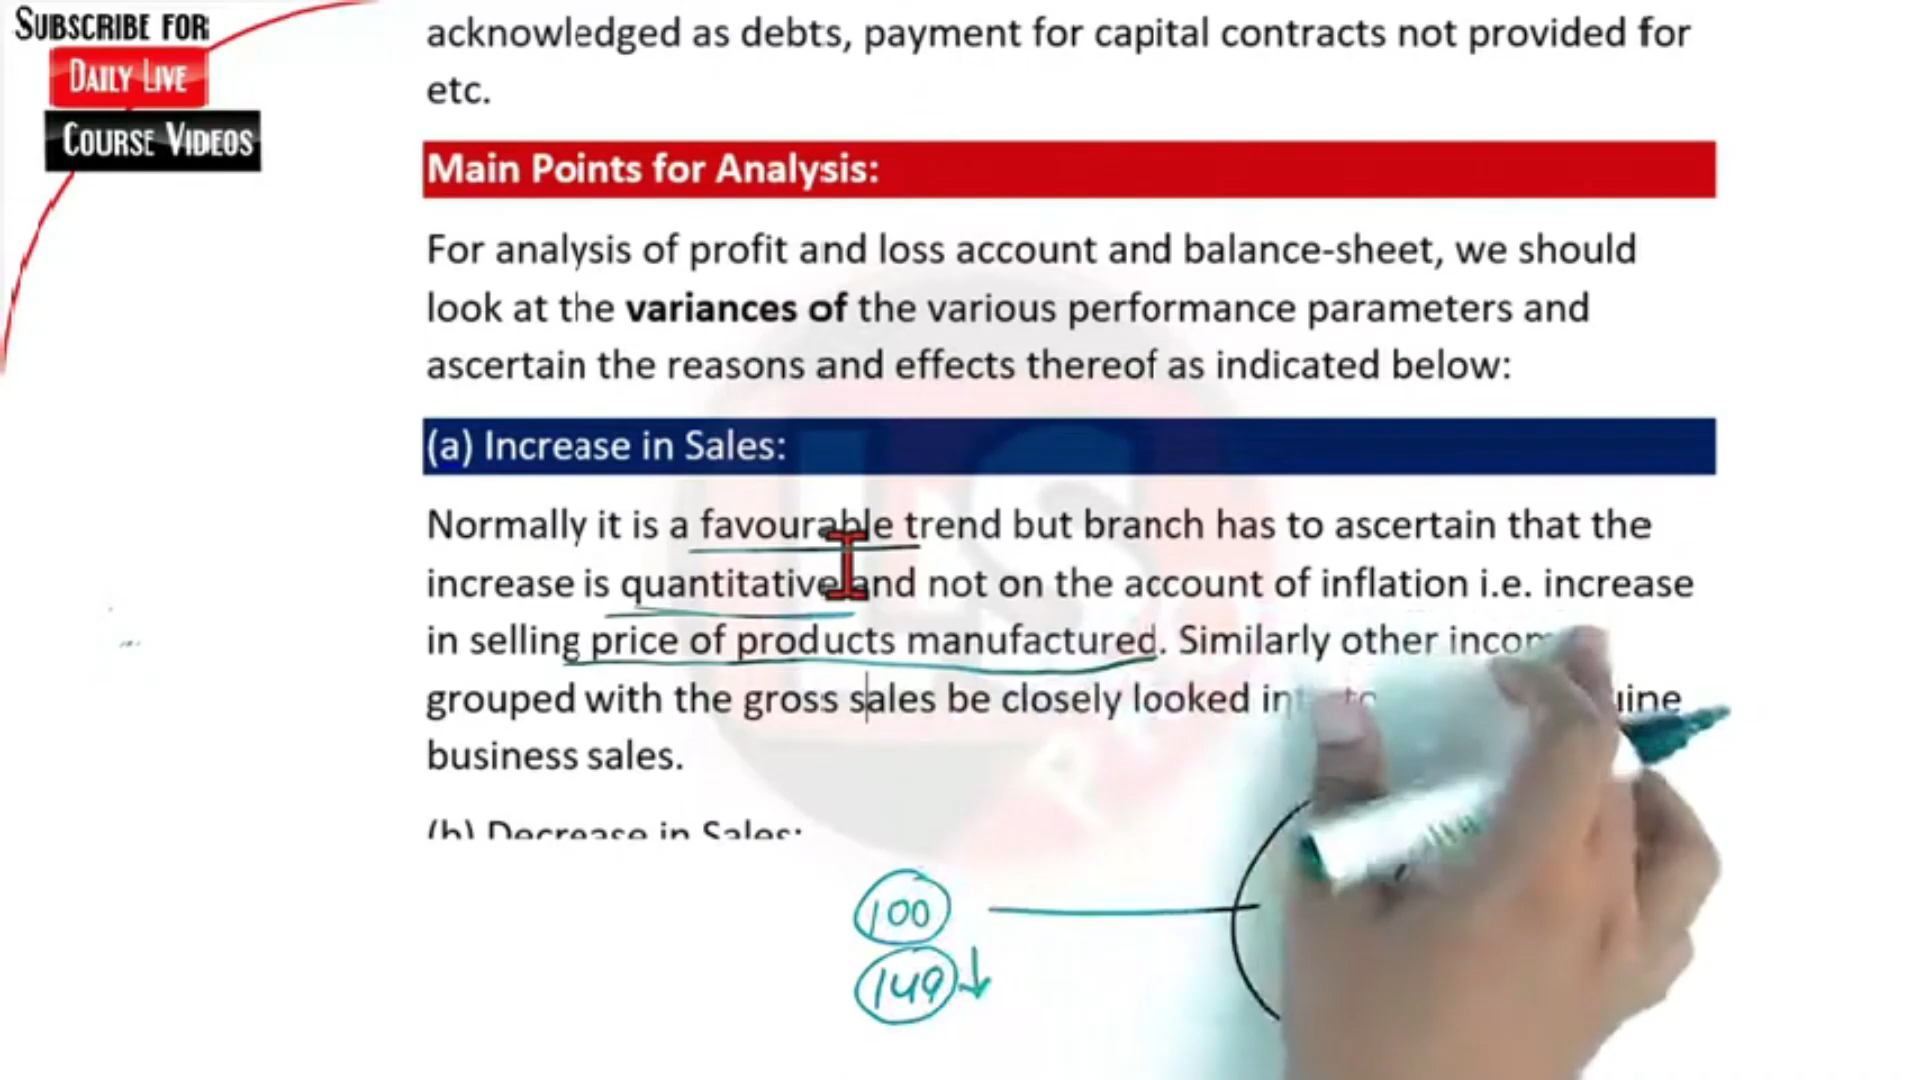 SUBSCRIBE FOR
DAILY LIVE
COURSE VIDEOS
acknowledged as debts, payment for capital contracts not provided for
etc.
Main Points for Analysis:
For analysis of profit and loss account and balance-sheet, we should
look at the variances of the various performance parameters and
ascertain the reasons and effects thereof as indicated below:
(a) Increase in Sales:
Normally it is a favourable trend but branch has to ascertain that the
increase is quantitative and not on the account of inflation i.e. increase
in selling price of products manufactured. Similarly other
grouped with the gross sales be closely looked
business sales.
(b) Decrease in Sales:
100
149